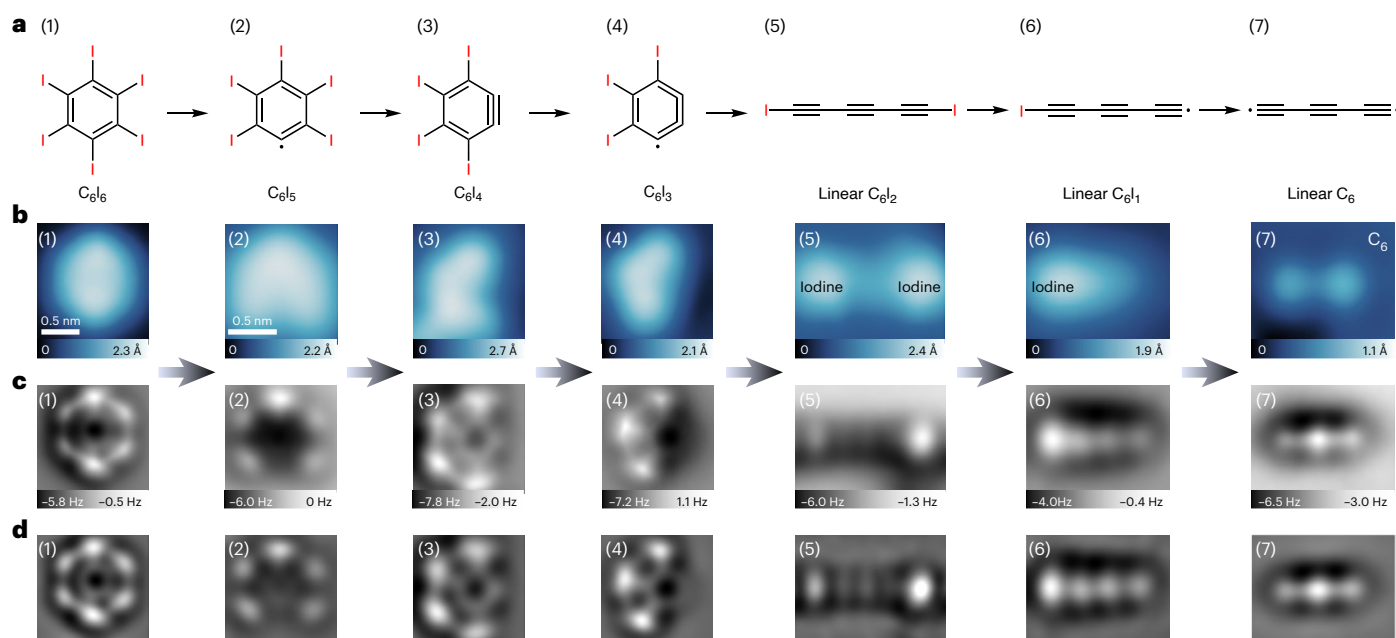 a
(1) (2) (3) (4) (5) (6) (7)
I I I I I I
I I I I I
I I I I
I I I
I I
I
C₆I₆ C₆I₅ C₆I₄ C₆I₃ Linear C₆I₂ Linear C₆I₁ Linear C₆
b
(1) (2) (3) (4) (5) (6) (7) C₆
Iodine Iodine Iodine
0.5 nm 0.5 nm
0 2.3 Å 0 2.2 Å 0 2.7 Å 0 2.1 Å 0 2.4 Å 0 1.9 Å 0 1.1 Å
c
(1) (2) (3) (4) (5) (6) (7)
−5.8 Hz −0.5 Hz −6.0 Hz 0 Hz −7.8 Hz −2.0 Hz −7.2 Hz 1.1 Hz −6.0 Hz −1.3 Hz −4.0Hz −0.4 Hz −6.5 Hz −3.0 Hz
d
(1) (2) (3) (4) (5) (6) (7)